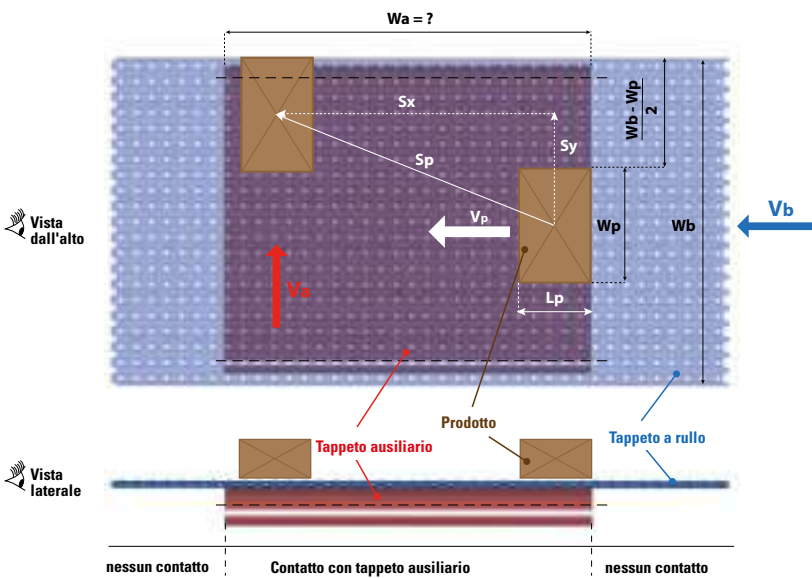 Wa = ?
Sx
Sy
Sp
Wb - Wp
2
Vp
Wp
Wb
Vb
Vista
dall'alto
Va
Lp
Prodotto
Tappeto ausiliario
Tappeto a rullo
Vista
laterale
nessun contatto
Contatto con tappeto ausiliario
nessun contatto